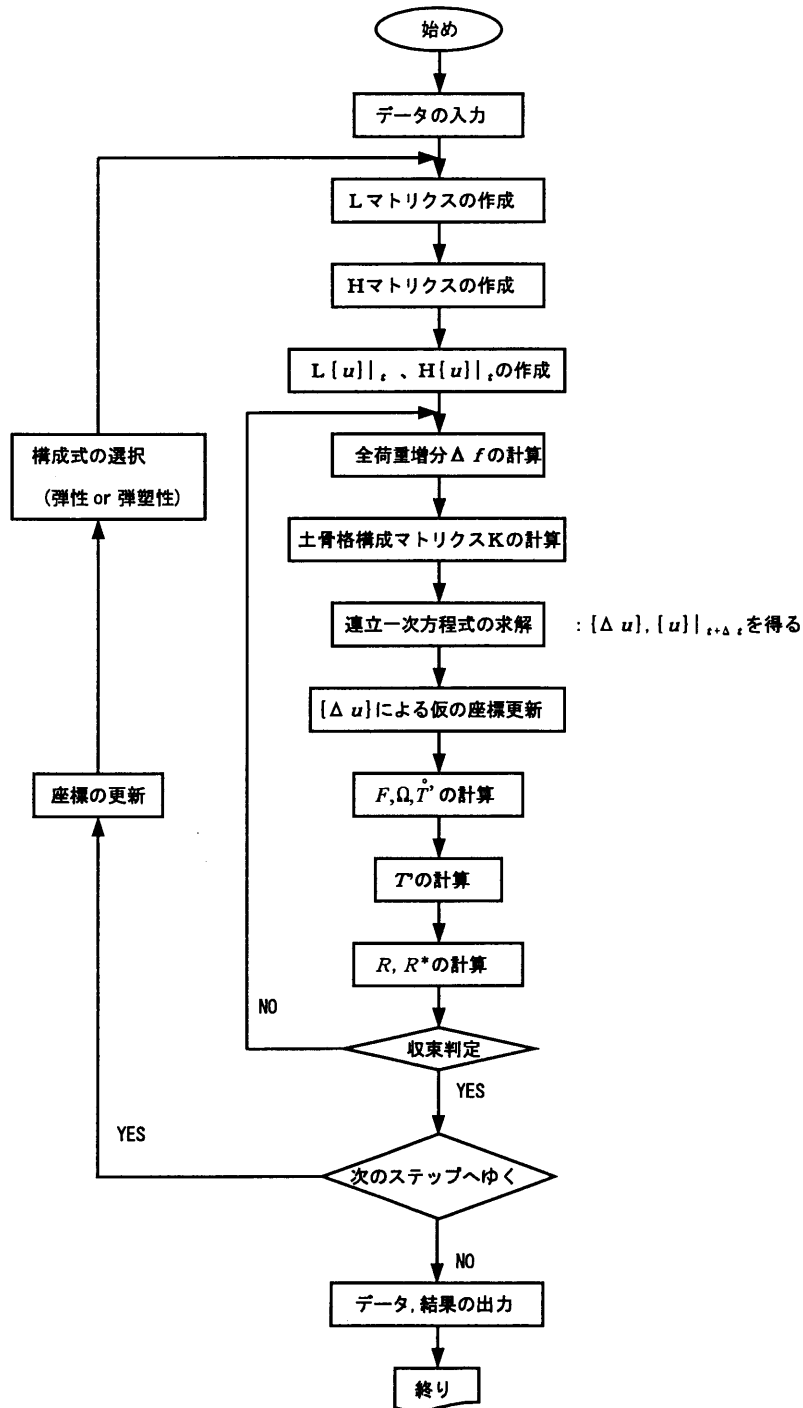 始め
データの入力
Lマトリクスの作成
Hマトリクスの作成
L{u}|t 、H{u}|tの作成
全荷重増分Δ fの計算
構成式の選択
(弾性 or 弾塑性)
土骨格構成マトリクスKの計算
連立一次方程式の求解 : {Δ u}, {u}|t+Δ tを得る
{Δ u}による仮の座標更新
座標の更新
F,Ω,T̊'の計算
T'の計算
R, R*の計算
NO
収束判定
YES
YES
次のステップへゆく
NO
データ,結果の出力
終り